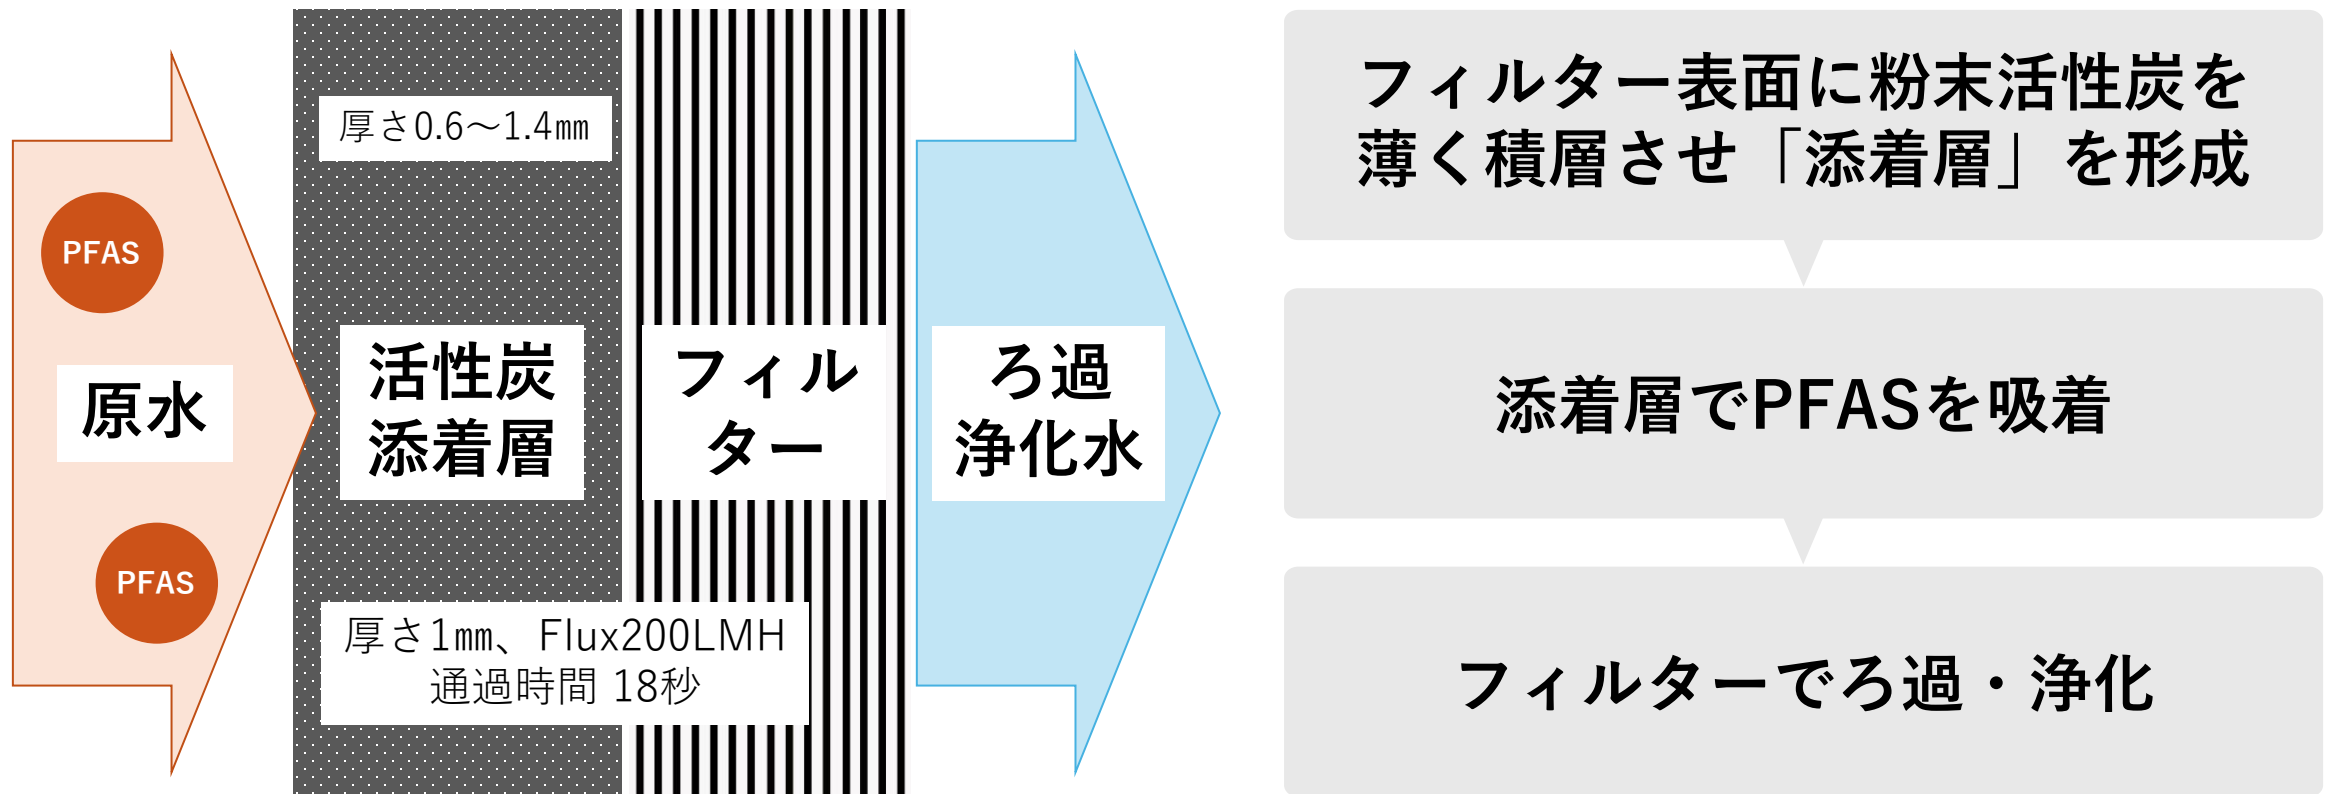 厚さ0.6～1.4㎜
PFAS
原水
PFAS
活性炭
添着層
フィル
ター
厚さ1㎜、Flux200LMH
通過時間 18秒
ろ過
浄化水
フィルター表面に粉末活性炭を
薄く積層させ「添着層」を形成
添着層でPFASを吸着
フィルターでろ過・浄化